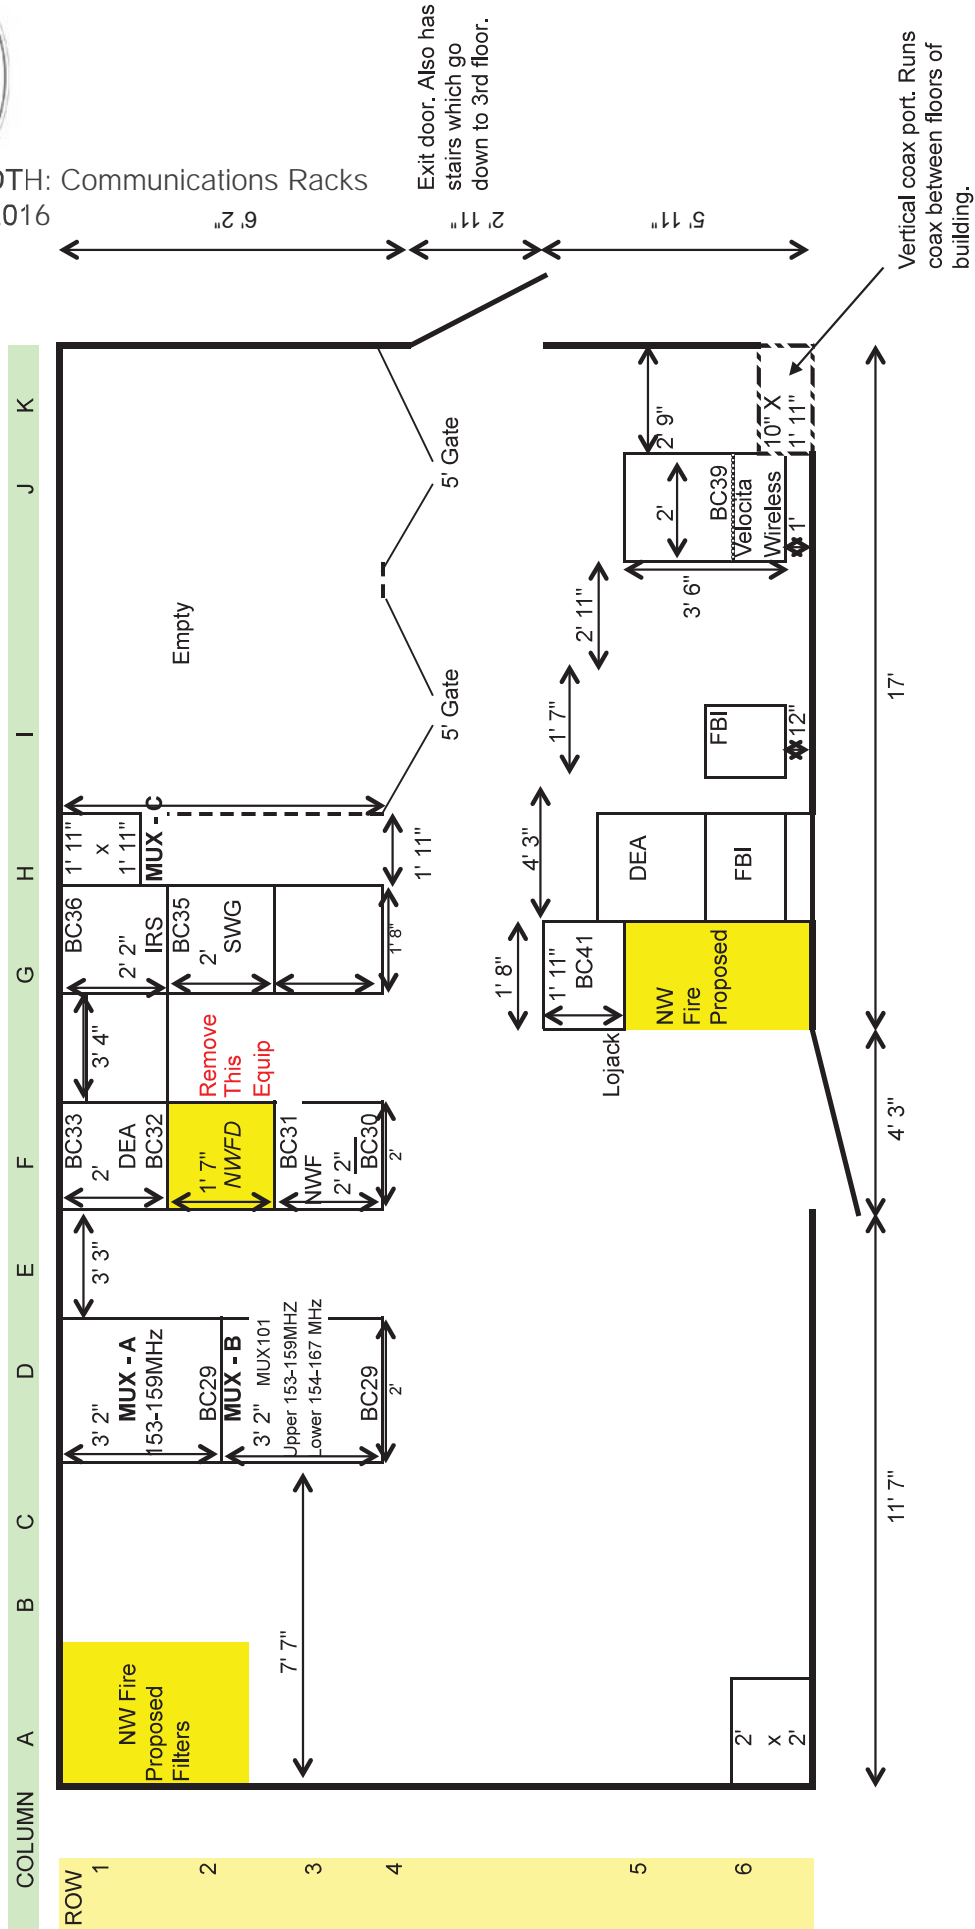 OTH: Communications Racks
2016
COLUMN A B C D E F G H I J K
ROW
1
2
3
4
5
6
NW Fire
Proposed
Filters
7' 7"
3' 2"
MUX - A
153-159MHz
BC29
MUX - B
3' 2" MUX101
Upper 153-159MHZ
Lower 154-167 MHz
BC29
2'
3' 3"
BC33
2'
DEA
BC32
1' 7"
NWFD
BC31
NWF
2' 2"
BC30
2'
Remove
This
Equip
3' 4"
BC36
2' 2"
IRS
BC35
2'
SWG
1' 8"
1' 11"
x
1' 11"
MUX - C
1' 11"
Empty
5' Gate
5' Gate
6' 2"
2' 11"
5' 11"
Exit door. Also has
stairs which go
down to 3rd floor.
Vertical coax port. Runs
coax between floors of
building.
2'
x
2'
1' 8"
1' 11"
BC41
Lojack
NW
Fire
Proposed
4' 3"
DEA
FBI
1' 7"
FBI
12"
2' 11"
3' 6"
2'
BC39
Velocita
Wireless
1'
2' 9"
10" X
1' 11"
11' 7"
4' 3"
17'